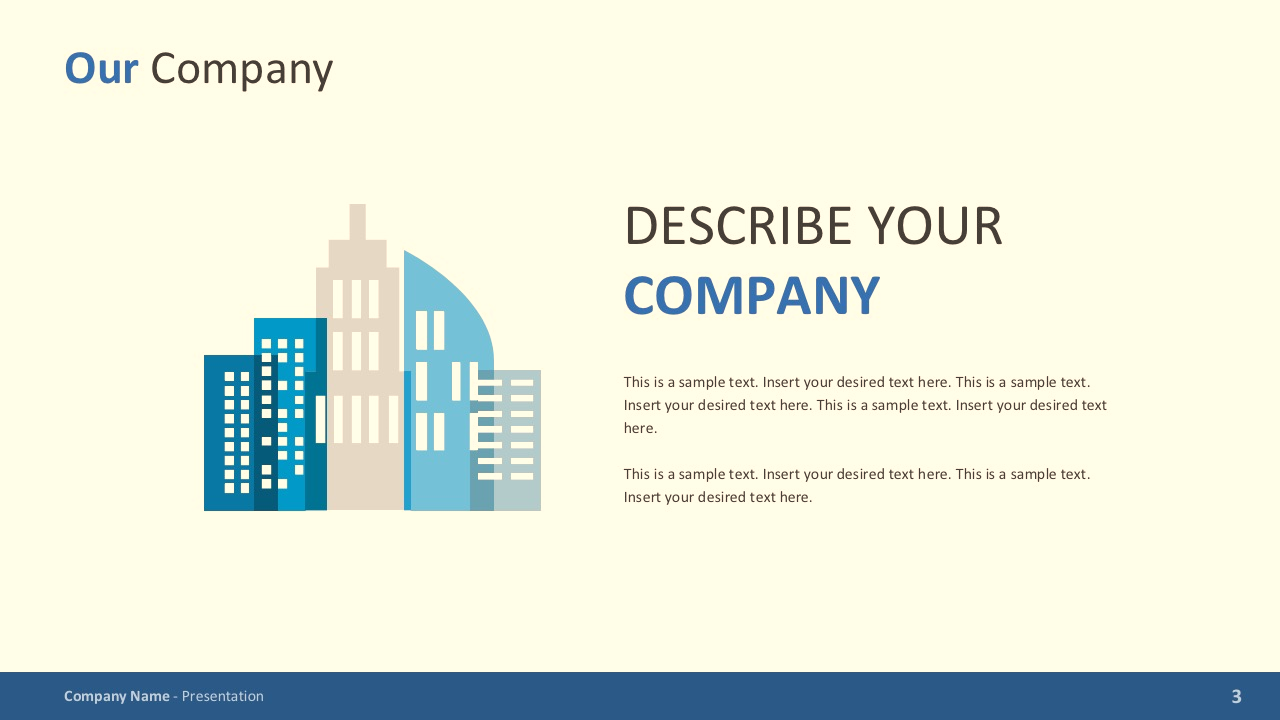 Our Company
DESCRIBE YOUR
COMPANY
This is a sample text. Insert your desired text here. This is a sample text.
Insert your desired text here. This is a sample text. Insert your desired text
here.
This is a sample text. Insert your desired text here. This is a sample text.
Insert your desired text here.
Company Name - Presentation
3